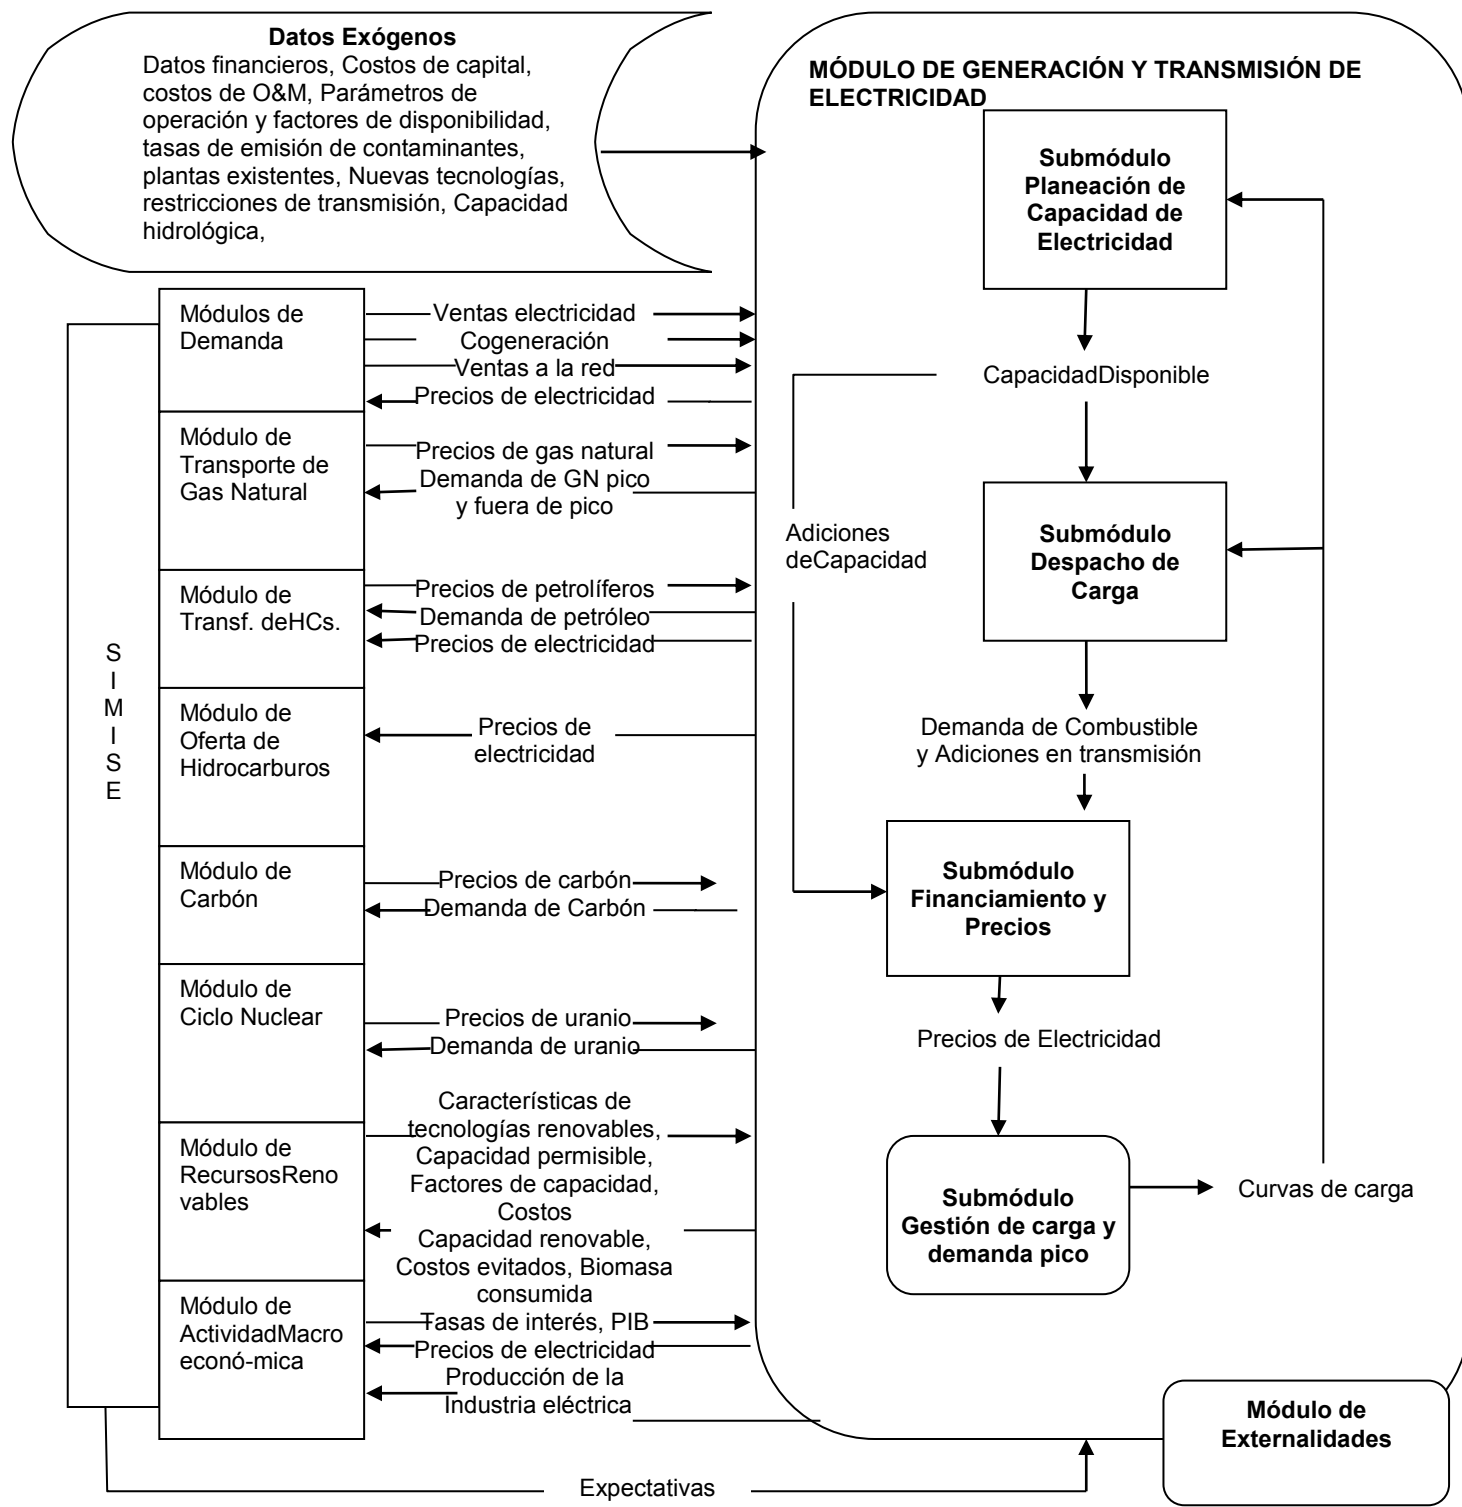 Datos Exógenos
Datos financieros, Costos de capital,
costos de O&M, Parámetros de
operación y factores de disponibilidad,
tasas de emisión de contaminantes,
plantas existentes, Nuevas tecnologías,
restricciones de transmisión, Capacidad
hidrológica,
MÓDULO DE GENERACIÓN Y TRANSMISIÓN DE
ELECTRICIDAD
Submódulo
Planeación de
Capacidad de
Electricidad
CapacidadDisponible
Adiciones
deCapacidad
Submódulo
Despacho de
Carga
Demanda de Combustible
y Adiciones en transmisión
Submódulo
Financiamiento y
Precios
Precios de Electricidad
Submódulo
Gestión de carga y
demanda pico
Curvas de carga
Módulo de
Externalidades
S
I
M
I
S
E
Módulos de
Demanda
Ventas electricidad
Cogeneración
Ventas a la red
Precios de electricidad
Módulo de
Transporte de
Gas Natural
Precios de gas natural
Demanda de GN pico
y fuera de pico
Módulo de
Transf. deHCs.
Precios de petrolíferos
Demanda de petróleo
Precios de electricidad
Módulo de
Oferta de
Hidrocarburos
Precios de
electricidad
Módulo de
Carbón
Precios de carbón
Demanda de Carbón
Módulo de
Ciclo Nuclear
Precios de uranio
Demanda de uranio
Módulo de
RecursosReno
vables
Características de
tecnologías renovables,
Capacidad permisible,
Factores de capacidad,
Costos
Capacidad renovable,
Costos evitados, Biomasa
consumida
Módulo de
ActividadMacro
econó-mica
Tasas de interés, PIB
Precios de electricidad
Producción de la
Industria eléctrica
Expectativas